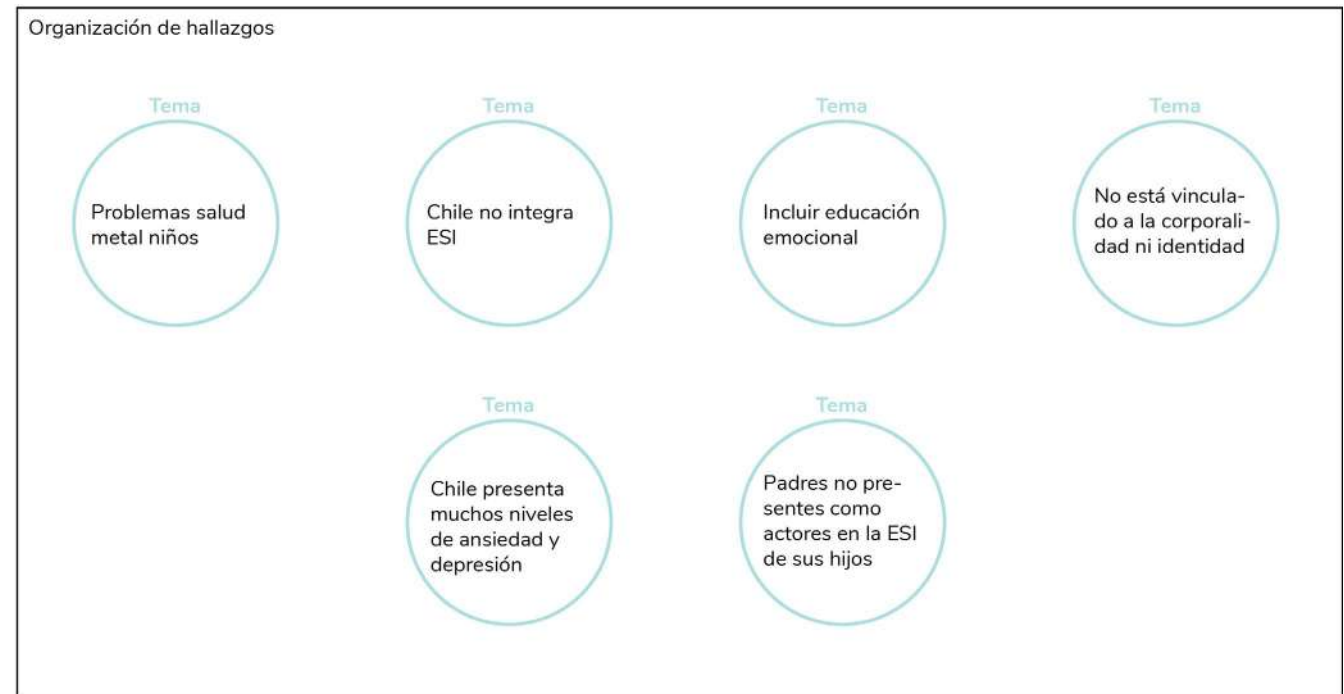 Organización de hallazgos
Tema
Problemas salud
metal niños
Tema
Chile no integra
ESI
Tema
Incluir educación
emocional
Tema
No está vincula-
do a la corporali-
dad ni identidad
Tema
Chile presenta
muchos niveles
de ansiedad y
depresión
Tema
Padres no pre-
sentes como
actores en la ESI
de sus hijos